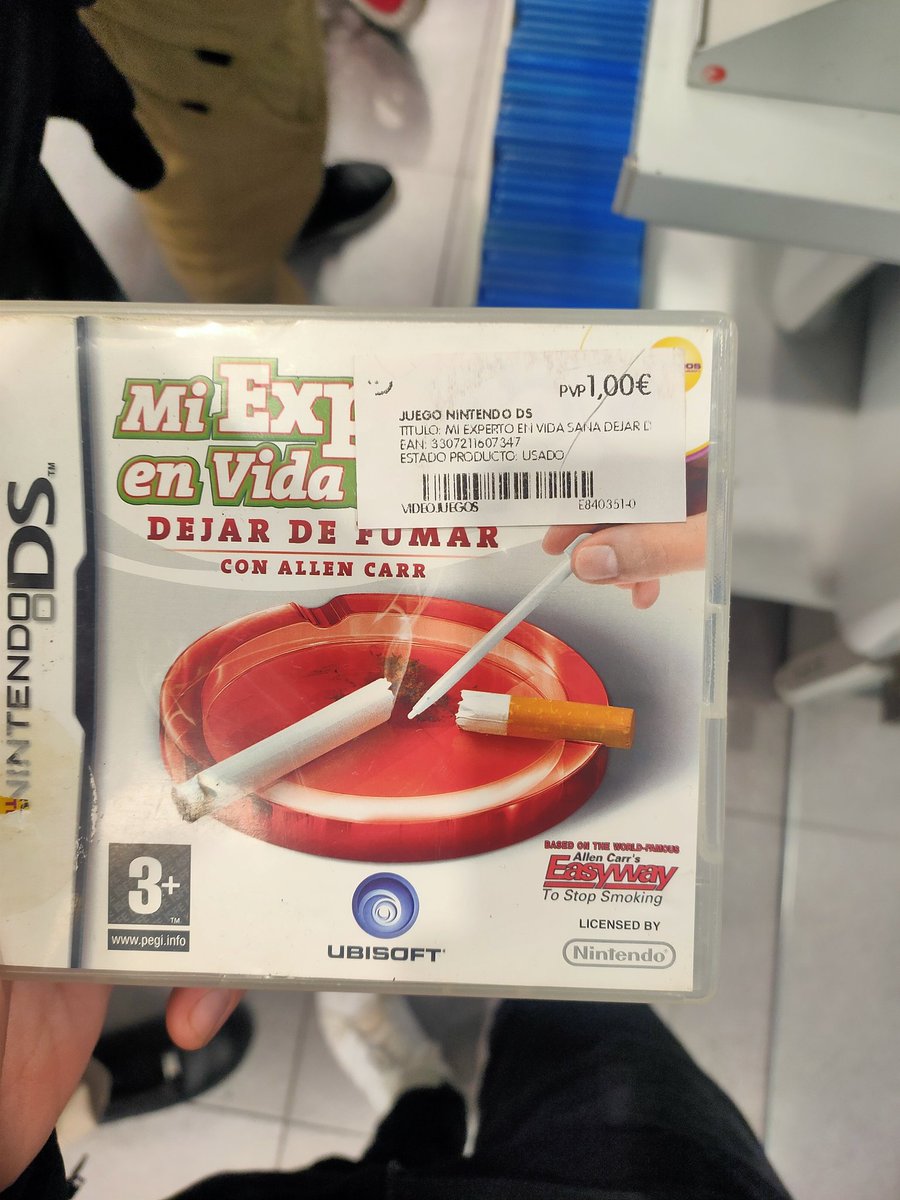 NINTENDO DS™
Mi Exp
en Vida
DEJAR DE FUMAR
CON ALLEN CARR
PVP 1,00€
JUEGO NINTENDO DS
TITULO: MI EXPERTO EN VIDA SANA DEJAR D
EAN: 3307211607347
ESTADO PRODUCTO: USADO
VIDEOJUEGOS E840351-0
3+
TM
www.pegi.info
UBISOFT
BASED ON THE WORLD-FAMOUS
Allen Carr's
Easyway
To Stop Smoking
LICENSED BY
Nintendo